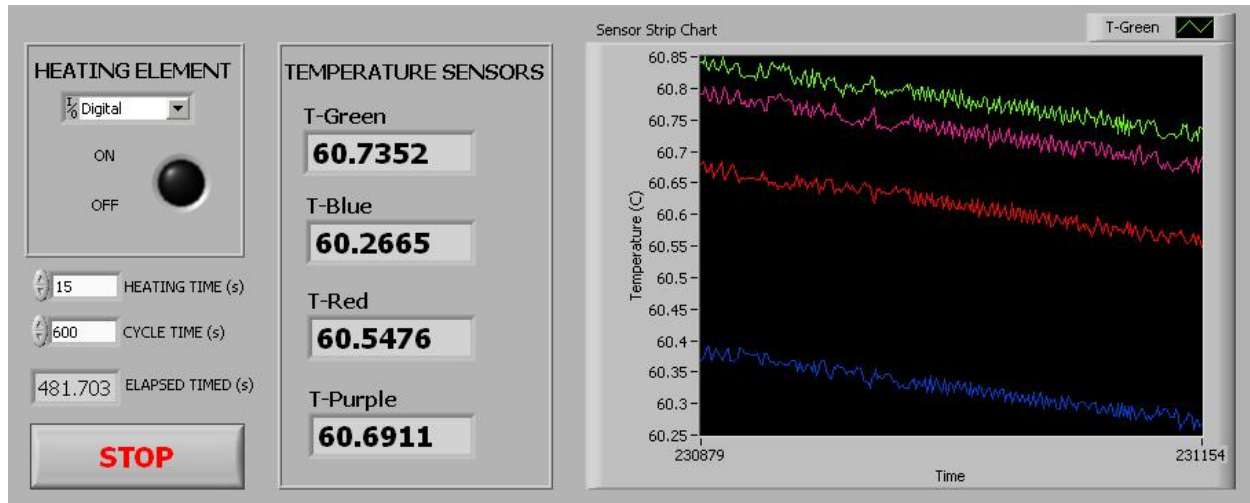 HEATING ELEMENT
Digital
ON
OFF
15 HEATING TIME (s)
600 CYCLE TIME (s)
481.703 ELAPSED TIMED (s)
STOP
TEMPERATURE SENSORS
T-Green
60.7352
T-Blue
60.2665
T-Red
60.5476
T-Purple
60.6911
Sensor Strip Chart
T-Green
Temperature (C)
60.85
60.8
60.75
60.7
60.65
60.6
60.55
60.5
60.45
60.4
60.35
60.3
60.25
230879 231154
Time